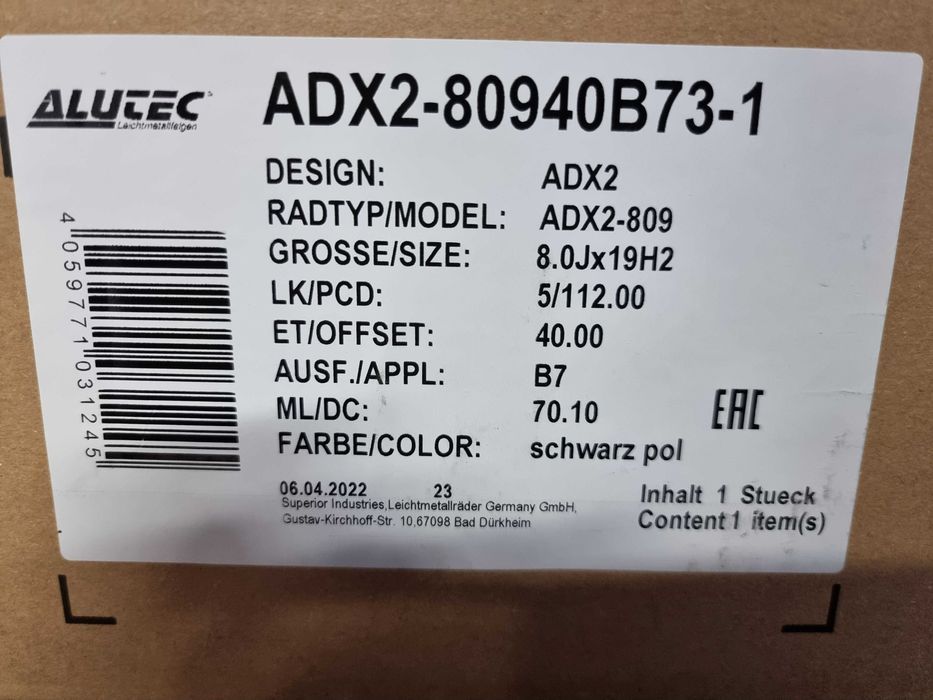 ALUTEC
Leichtmetallfelgen
ADX2-80940B73-1
DESIGN: ADX2
RADTYP/MODEL: ADX2-809
GROSSE/SIZE: 8.0Jx19H2
LK/PCD: 5/112.00
ET/OFFSET: 40.00
AUSF./APPL: B7
ML/DC: 70.10
EAC
FARBE/COLOR: schwarz pol
4059771031245
06.04.2022 23
Superior Industries,Leichtmetallräder Germany GmbH,
Gustav-Kirchhoff-Str. 10,67098 Bad Dürkheim
Inhalt 1 Stueck
Content 1 item(s)